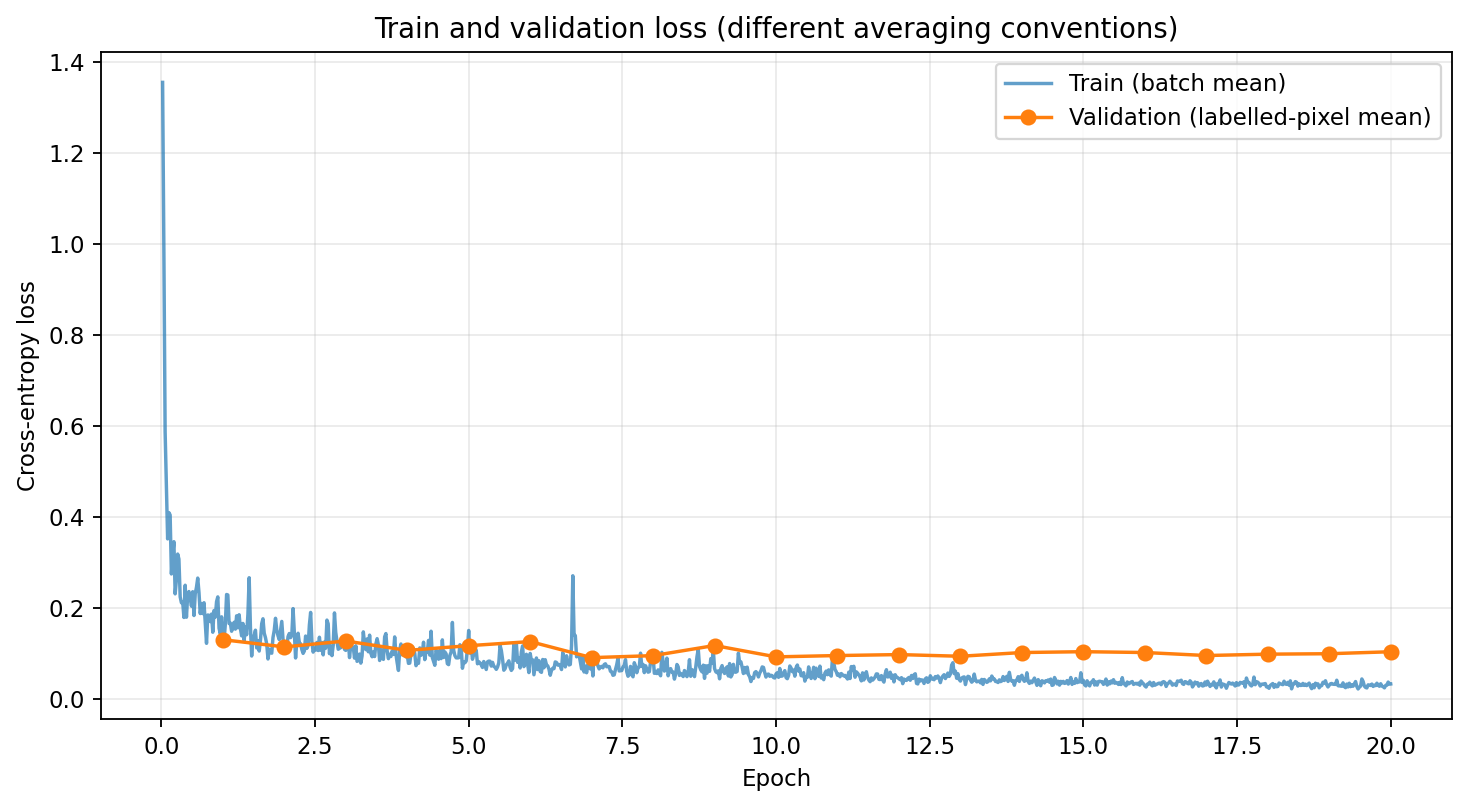 Train and validation loss (different averaging conventions)
Train (batch mean)
Validation (labelled-pixel mean)
Cross-entropy loss
1.4
1.2
1.0
0.8
0.6
0.4
0.2
0.0
0.0 2.5 5.0 7.5 10.0 12.5 15.0 17.5 20.0
Epoch